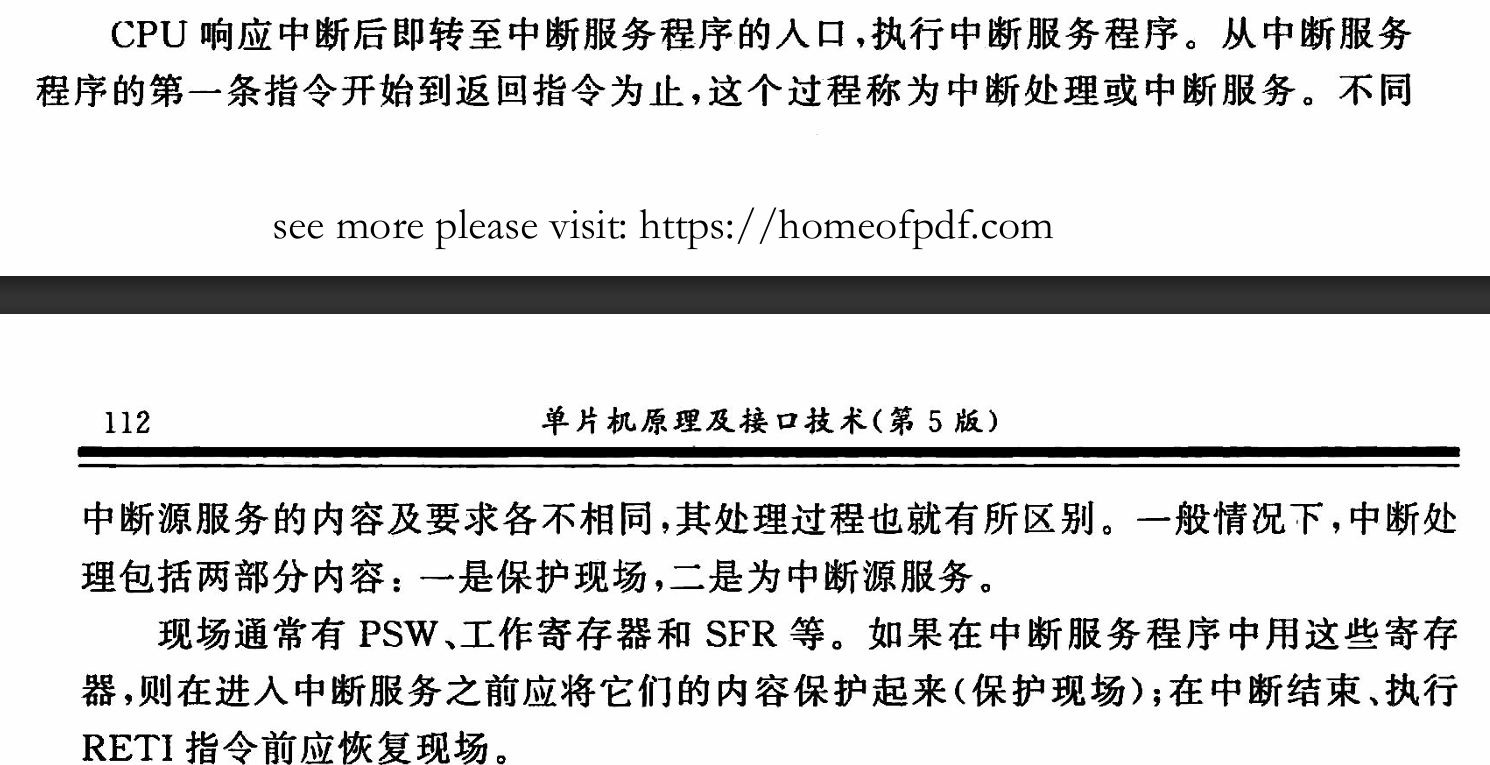 CPU 响应中断后即转至中断服务程序的入口,执行中断服务程序。从中断服务
程序的第一条指令开始到返回指令为止,这个过程称为中断处理或中断服务。不同
see more please visit: https://homeofpdf.com
112 单片机原理及接口技术(第 5 版)
中断源服务的内容及要求各不相同,其处理过程也就有所区别。一般情况下,中断处
理包括两部分内容:一是保护现场,二是为中断源服务。
现场通常有 PSW、工作寄存器和 SFR 等。如果在中断服务程序中用这些寄存
器,则在进入中断服务之前应将它们的内容保护起来(保护现场);在中断结束、执行
RETI 指令前应恢复现场。